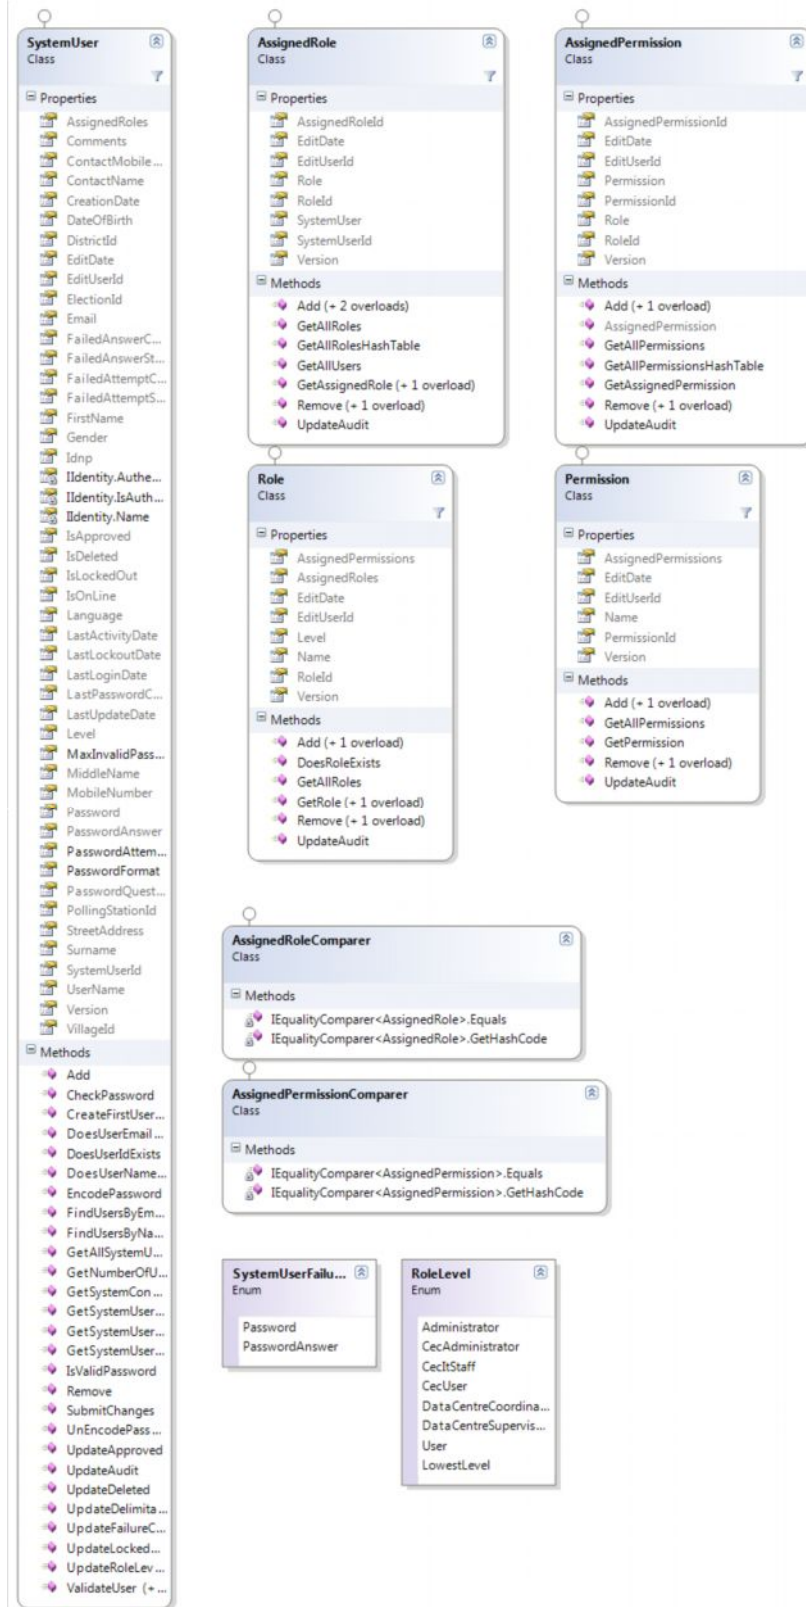 SystemUser
Class
Properties
AssignedRoles
Comments
ContactMobile...
ContactName
CreationDate
DateOfBirth
DistrictId
EditDate
EditUserId
ElectionId
Email
FailedAnswerC...
FailedAnswerSt...
FailedAttemptC...
FailedAttemptS...
FirstName
Gender
Idnp
IIdentity.Authe...
IIdentity.IsAuth...
IIdentity.Name
IsApproved
IsDeleted
IsLockedOut
IsOnLine
Language
LastActivityDate
LastLockoutDate
LastLoginDate
LastPasswordC...
LastUpdateDate
Level
MaxInvalidPass...
MiddleName
MobileNumber
Password
PasswordAnswer
PasswordAttem...
PasswordFormat
PasswordQuest...
PollingStationId
StreetAddress
Surname
SystemUserId
UserName
Version
VillageId
Methods
Add
CheckPassword
CreateFirstUser...
DoesUserEmail...
DoesUserIdExists
DoesUserName...
EncodePassword
FindUsersByEm...
FindUsersByNa...
GetAllSystemU...
GetNumberOfU...
GetSystemCon...
GetSystemUser...
GetSystemUser...
GetSystemUser...
IsValidPassword
Remove
SubmitChanges
UnEncodePass...
UpdateApproved
UpdateAudit
UpdateDeleted
UpdateDelimita...
UpdateFailureC...
UpdateLocked...
UpdateRoleLev...
ValidateUser (+ ...
AssignedRole
Class
Properties
AssignedRoleId
EditDate
EditUserId
Role
RoleId
SystemUser
SystemUserId
Version
Methods
Add (+ 2 overloads)
GetAllRoles
GetAllRolesHashTable
GetAllUsers
GetAssignedRole (+ 1 overload)
Remove (+ 1 overload)
UpdateAudit
AssignedPermission
Class
Properties
AssignedPermissionId
EditDate
EditUserId
Permission
PermissionId
Role
RoleId
Version
Methods
Add (+ 1 overload)
AssignedPermission
GetAllPermissions
GetAllPermissionsHashTable
GetAssignedPermission
Remove (+ 1 overload)
UpdateAudit
Role
Class
Properties
AssignedPermissions
AssignedRoles
EditDate
EditUserId
Level
Name
RoleId
Version
Methods
Add (+ 1 overload)
DoesRoleExists
GetAllRoles
GetRole (+ 1 overload)
Remove (+ 1 overload)
UpdateAudit
Permission
Class
Properties
AssignedPermissions
EditDate
EditUserId
Name
PermissionId
Version
Methods
Add (+ 1 overload)
GetAllPermissions
GetPermission
Remove (+ 1 overload)
UpdateAudit
AssignedRoleComparer
Class
Methods
IEqualityComparer<AssignedRole>.Equals
IEqualityComparer<AssignedRole>.GetHashCode
AssignedPermissionComparer
Class
Methods
IEqualityComparer<AssignedPermission>.Equals
IEqualityComparer<AssignedPermission>.GetHashCode
SystemUserFailu...
Enum
Password
PasswordAnswer
RoleLevel
Enum
Administrator
CecAdministrator
CecItStaff
CecUser
DataCentreCoordina...
DataCentreSupervis...
User
LowestLevel